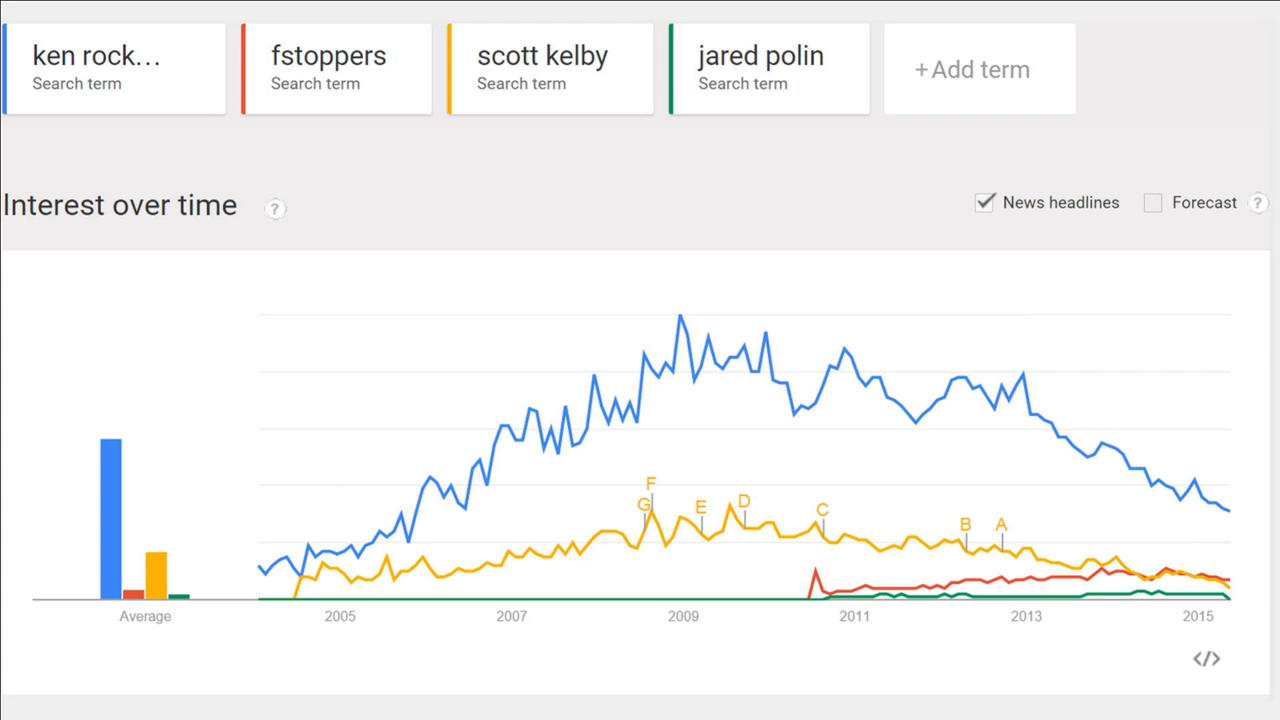 ken rock...
Search term
fstoppers
Search term
scott kelby
Search term
jared polin
Search term
+Add term
Interest over time
?
News headlines
Forecast
?
F
G
E
D
C
B
A
Average
2005
2007
2009
2011
2013
2015
</>